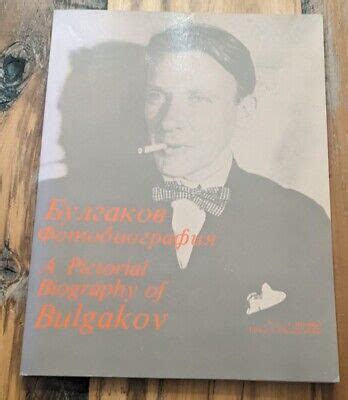 Булгаков
Фотобиография
A Pictorial
Biography of
Bulgakov